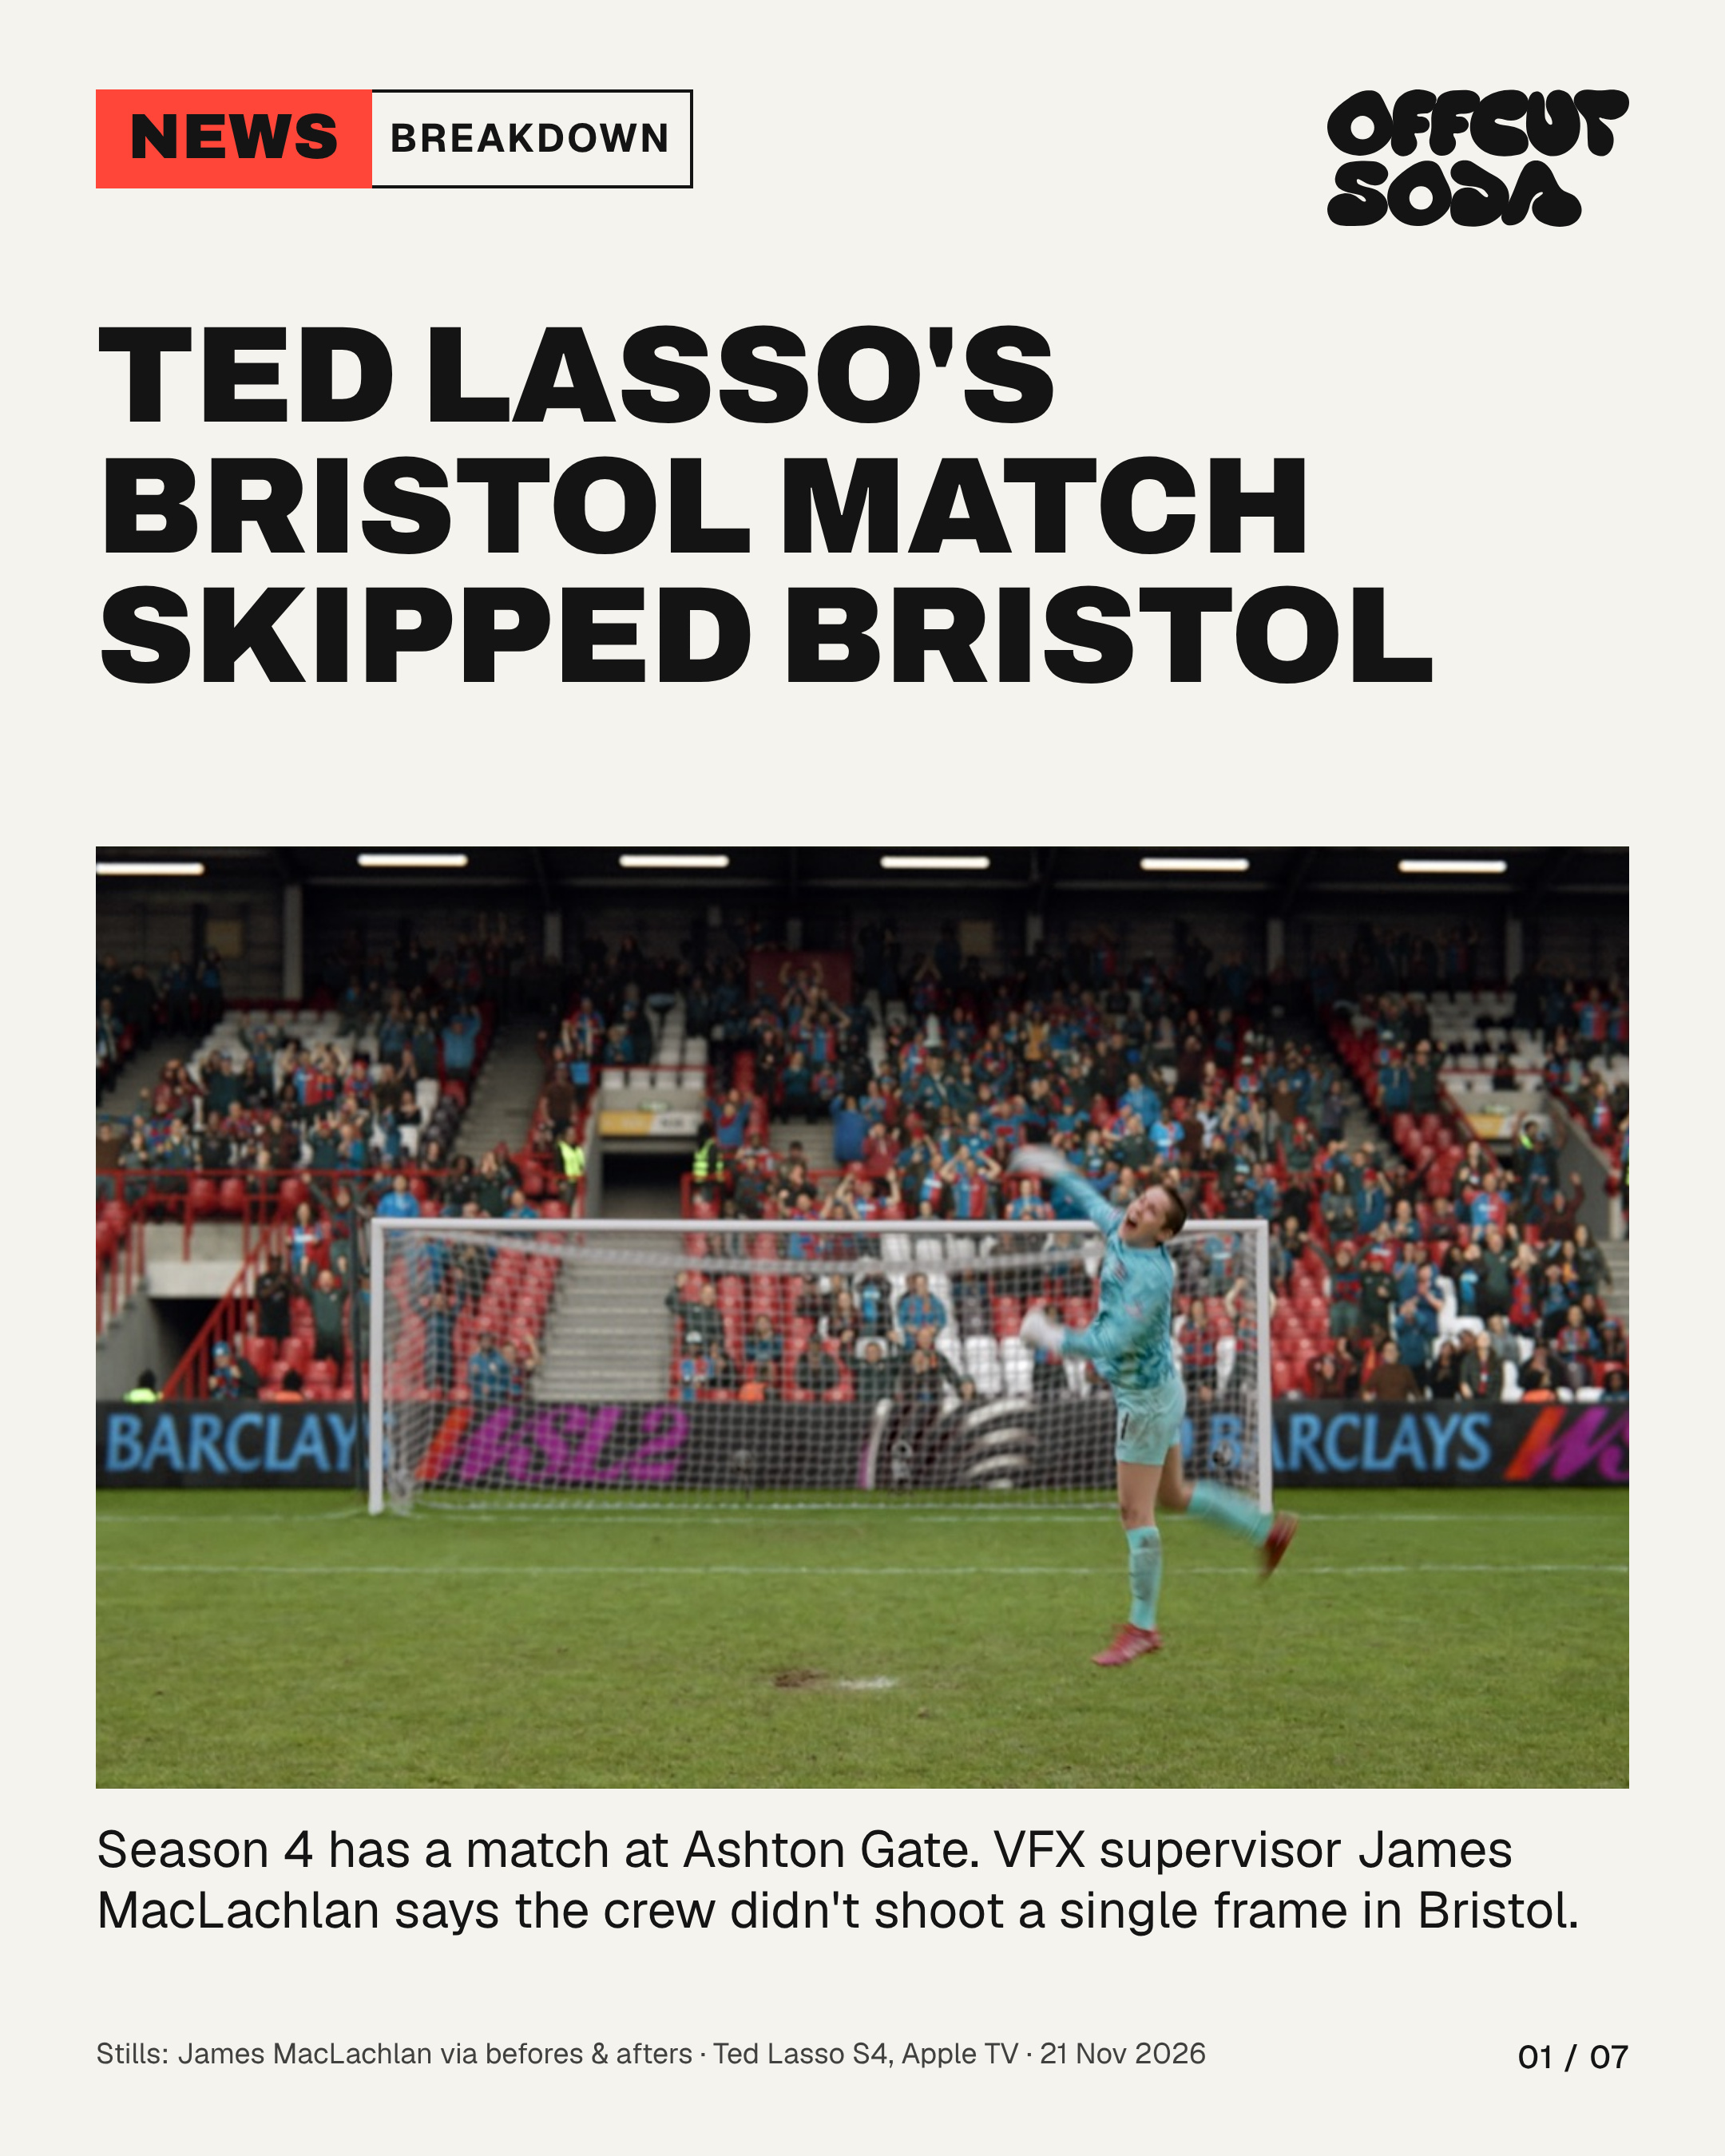 NEWS BREAKDOWN
OFFCUT
SODA
TED LASSO'S
BRISTOL MATCH
SKIPPED BRISTOL
BARCLAYS WSL2 BARCLAYS
1
Season 4 has a match at Ashton Gate. VFX supervisor James
MacLachlan says the crew didn't shoot a single frame in Bristol.
Stills: James MacLachlan via befores & afters · Ted Lasso S4, Apple TV · 21 Nov 2026
01 / 07